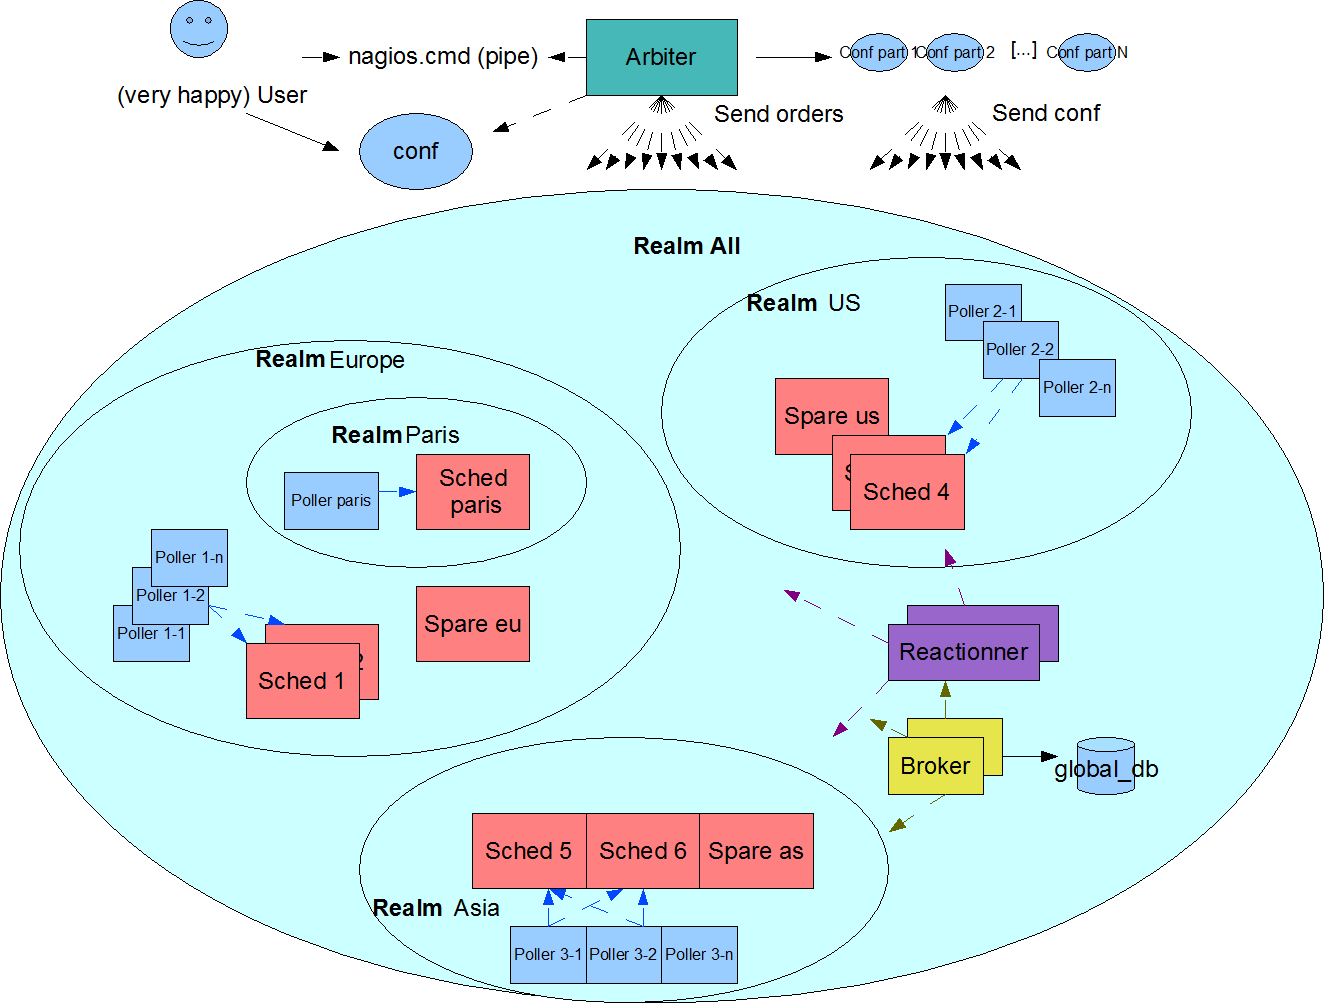 nagios.cmd (pipe)
Arbiter
Conf part 1
Conf part 2
[...]
Conf part N
(very happy) User
Send orders
Send conf
conf
Realm All
Realm US
Poller 2-1
Poller 2-2
Poller 2-n
Realm Europe
Spare us
Realm Paris
S
Sched 4
Sched
paris
Poller paris
Poller 1-n
Poller 1-2
Poller 1-1
Spare eu
2
Sched 1
Reactionner
Broker
global_db
Sched 5
Sched 6
Spare as
Realm Asia
Poller 3-1
Poller 3-2
Poller 3-n